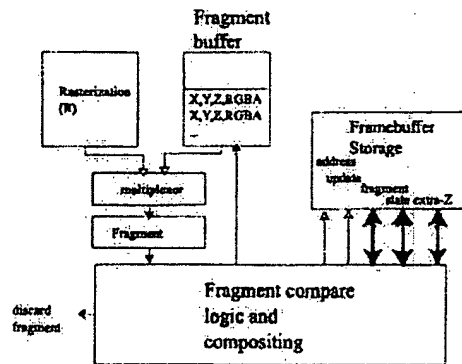 Fragment
buffer
Rasterization
(R)
X,Y,Z,RGBA
X,Y,Z,RGBA
...
Framebuffer
Storage
address
update
fragment
state extra-Z
multiplexor
Fragment
Fragment compare
logic and
compositing
discard
fragment